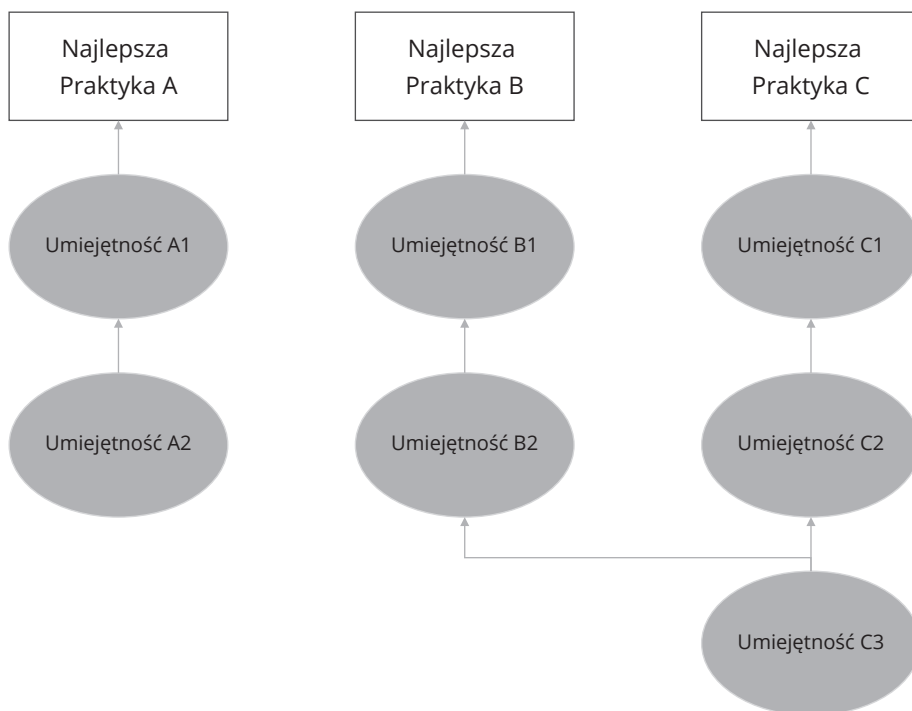 Najlepsza
Praktyka A
Najlepsza
Praktyka B
Najlepsza
Praktyka C
Umiejętność A1
Umiejętność B1
Umiejętność C1
Umiejętność A2
Umiejętność B2
Umiejętność C2
Umiejętność C3